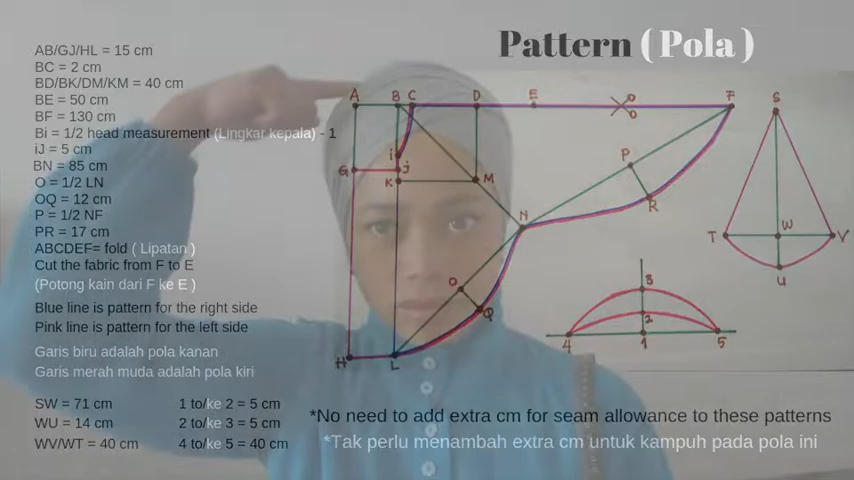 Pattern ( Pola )
AB/GJ/HL = 15 cm
BC = 2 cm
BD/BK/DM/KM = 40 cm
BE = 50 cm
BF = 130 cm
Bi = 1/2 head measurement (Lingkar kepala) - 1
iJ = 5 cm
BN = 85 cm
O = 1/2 LN
OQ = 12 cm
P = 1/2 NF
PR = 17 cm
ABCDEF= fold ( Lipatan )
Cut the fabric from F to E
(Potong kain dari F ke E )
Blue line is pattern for the right side
Pink line is pattern for the left side
Garis biru adalah pola kanan
Garis merah muda adalah pola kiri
SW = 71 cm
WU = 14 cm
WV/WT = 40 cm
1 to/ke 2 = 5 cm
2 to/ke 3 = 5 cm
4 to/ke 5 = 40 cm
A B C D E F
i
G j
K M
N
P
R
O
Q
H L
S
T W V
U
3
2
4 1 5
*No need to add extra cm for seam allowance to these patterns
*Tak perlu menambah extra cm untuk kampuh pada pola ini